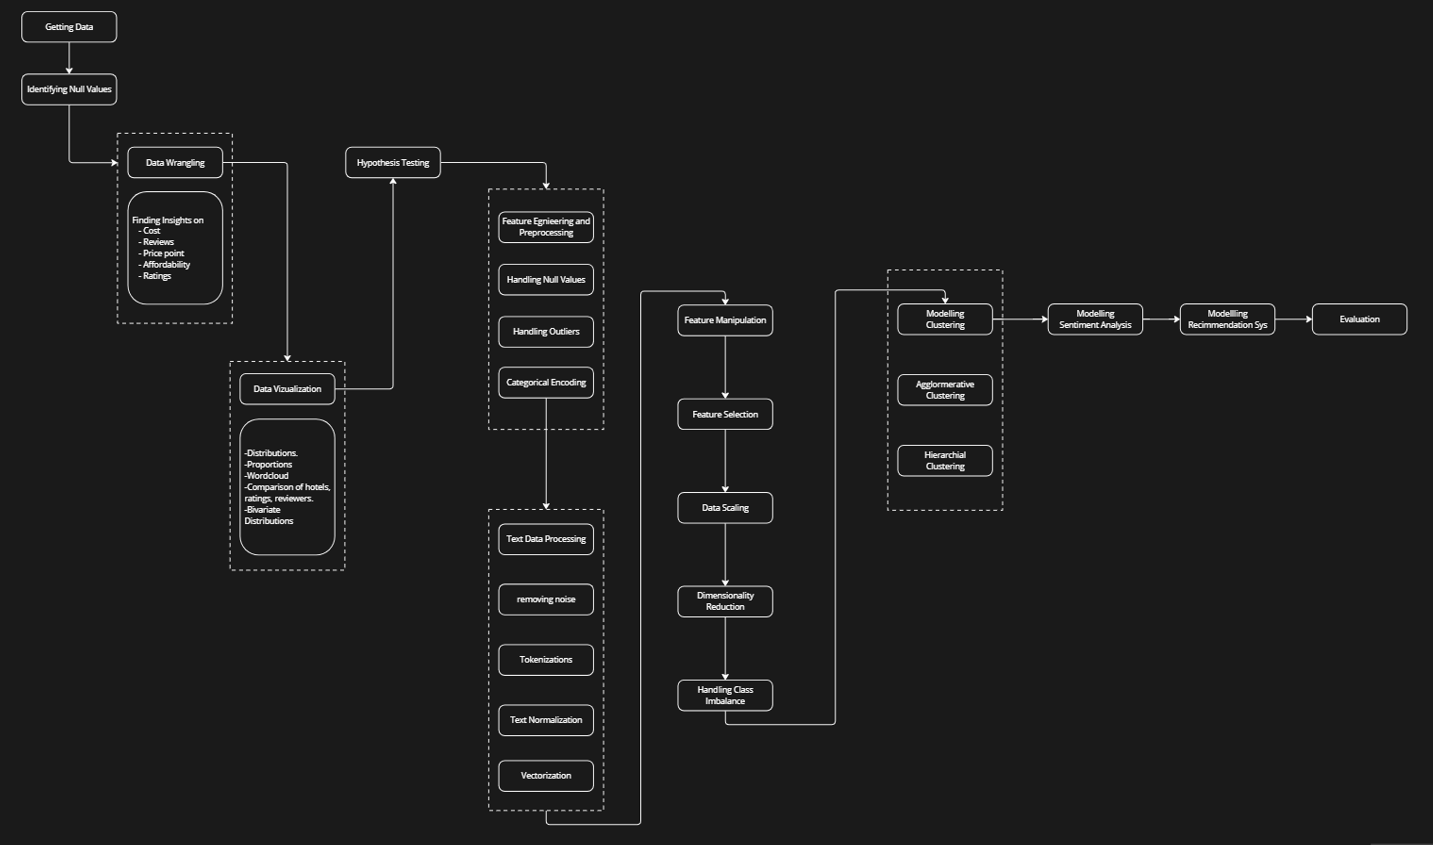 Getting Data
Identifying Null Values
Data Wrangling
Finding Insights on
- Cost
- Reviews
- Price point
- Affordability
- Ratings
Data Vizualization
-Distributions.
-Proportions
-Wordcloud
-Comparison of hotels,
ratings, reviewers.
-Bivariate
Distributions
Hypothesis Testing
Feature Egnieering and
Preprocessing
Handling Null Values
Handling Outliers
Categorical Encoding
Text Data Processing
removing noise
Tokenizations
Text Normalization
Vectorization
Feature Manipulation
Feature Selection
Data Scaling
Dimensionality
Reduction
Handling Class
Imbalance
Modelling
Clustering
Agglormerative
Clustering
Hierarchial
Clustering
Modelling
Sentiment Analysis
Modellling
Recimmendation Sys
Evaluation